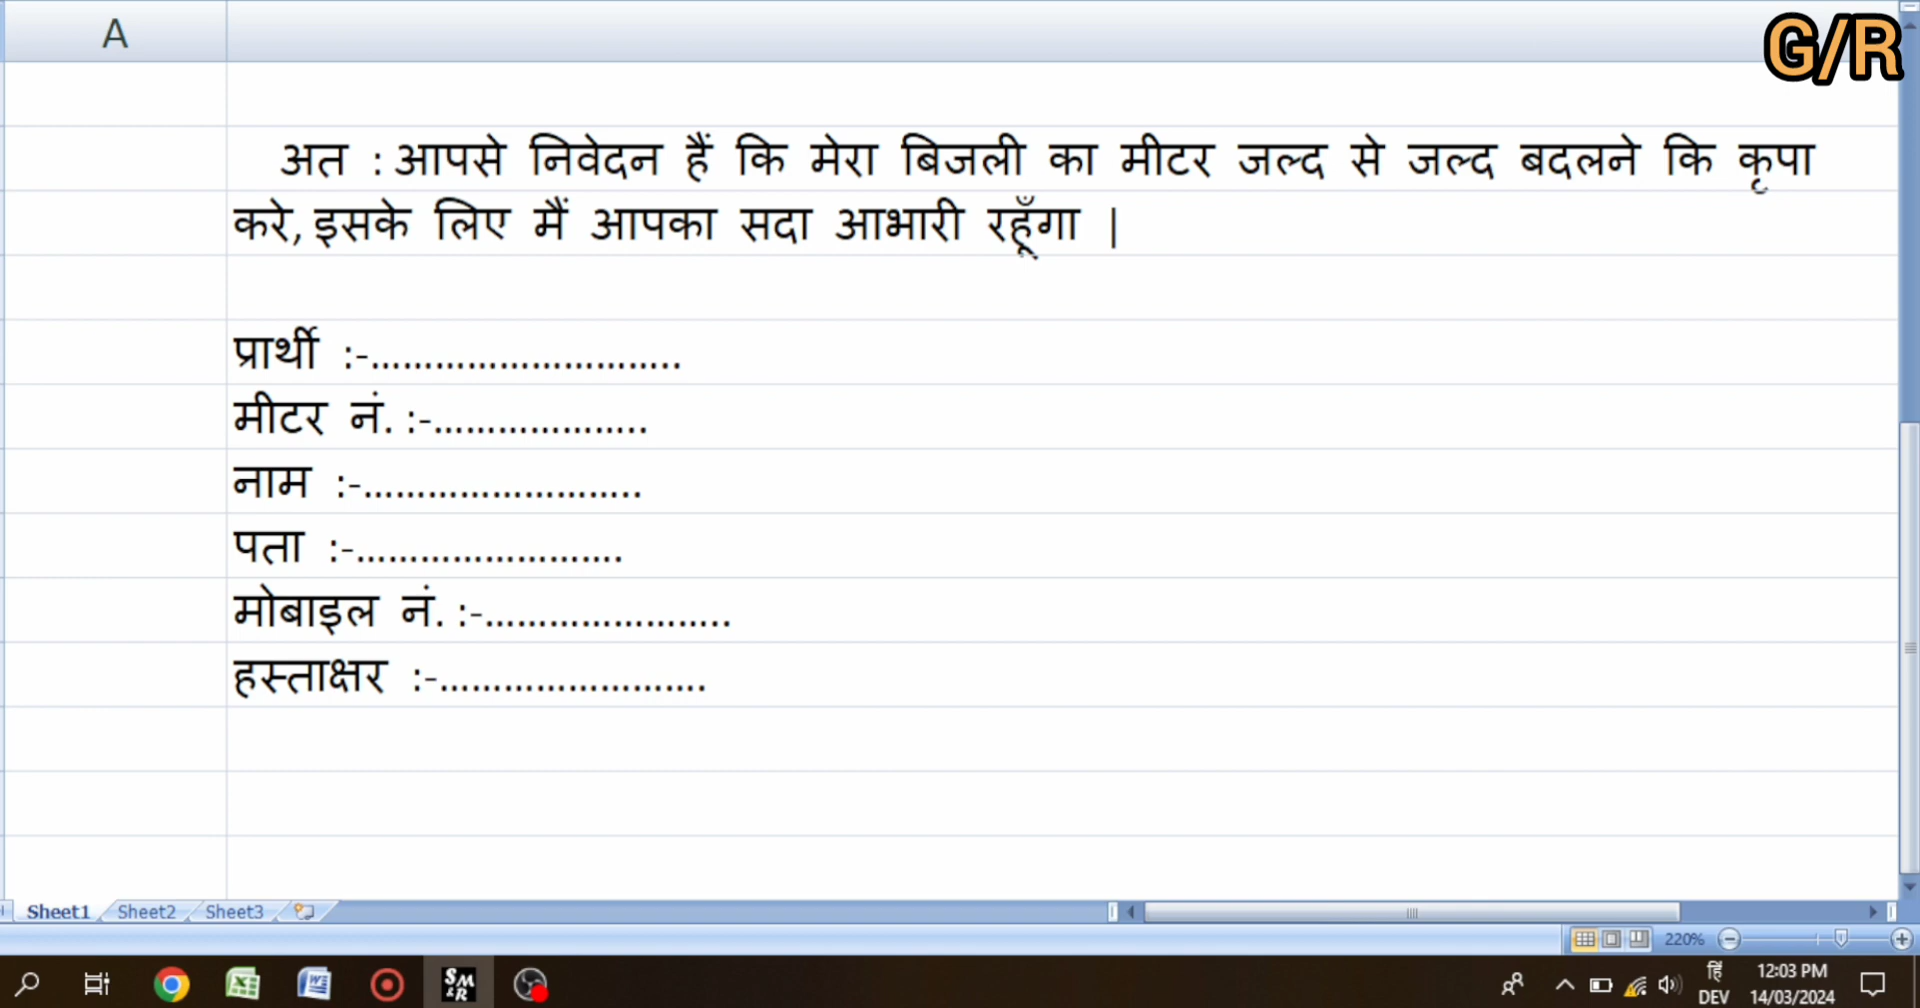 A
G/R
अत : आपसे निवेदन हैं कि मेरा बिजली का मीटर जल्द से जल्द बदलने कि कृपा
करे, इसके लिए मैं आपका सदा आभारी रहूँगा |
प्रार्थी :-..............................
मीटर नं. :-....................
नाम :-..........................
पता :-.........................
मोबाइल नं. :-.......................
हस्ताक्षर :-.........................
Sheet1 Sheet2 Sheet3
220%
हिं 12:03 PM
DEV 14/03/2024